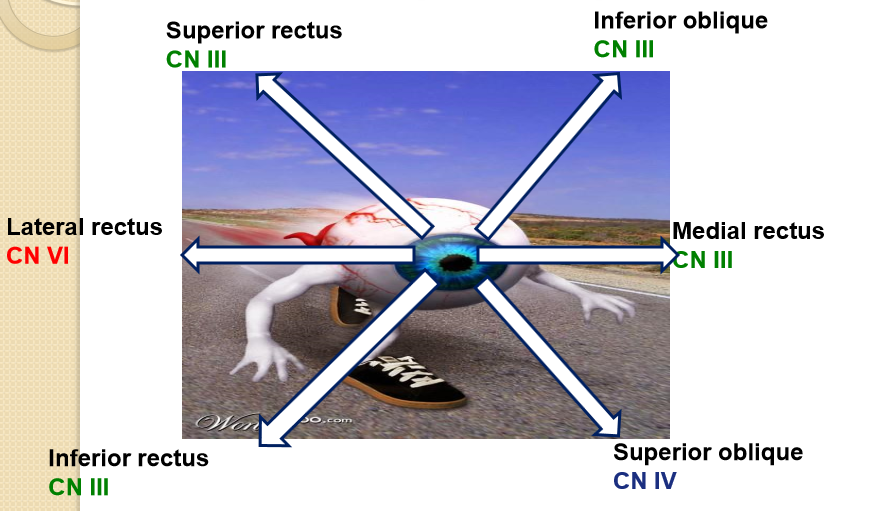 Superior rectus
CN III
Inferior oblique
CN III
Lateral rectus
CN VI
Medial rectus
CN III
Inferior rectus
CN III
Superior oblique
CN IV